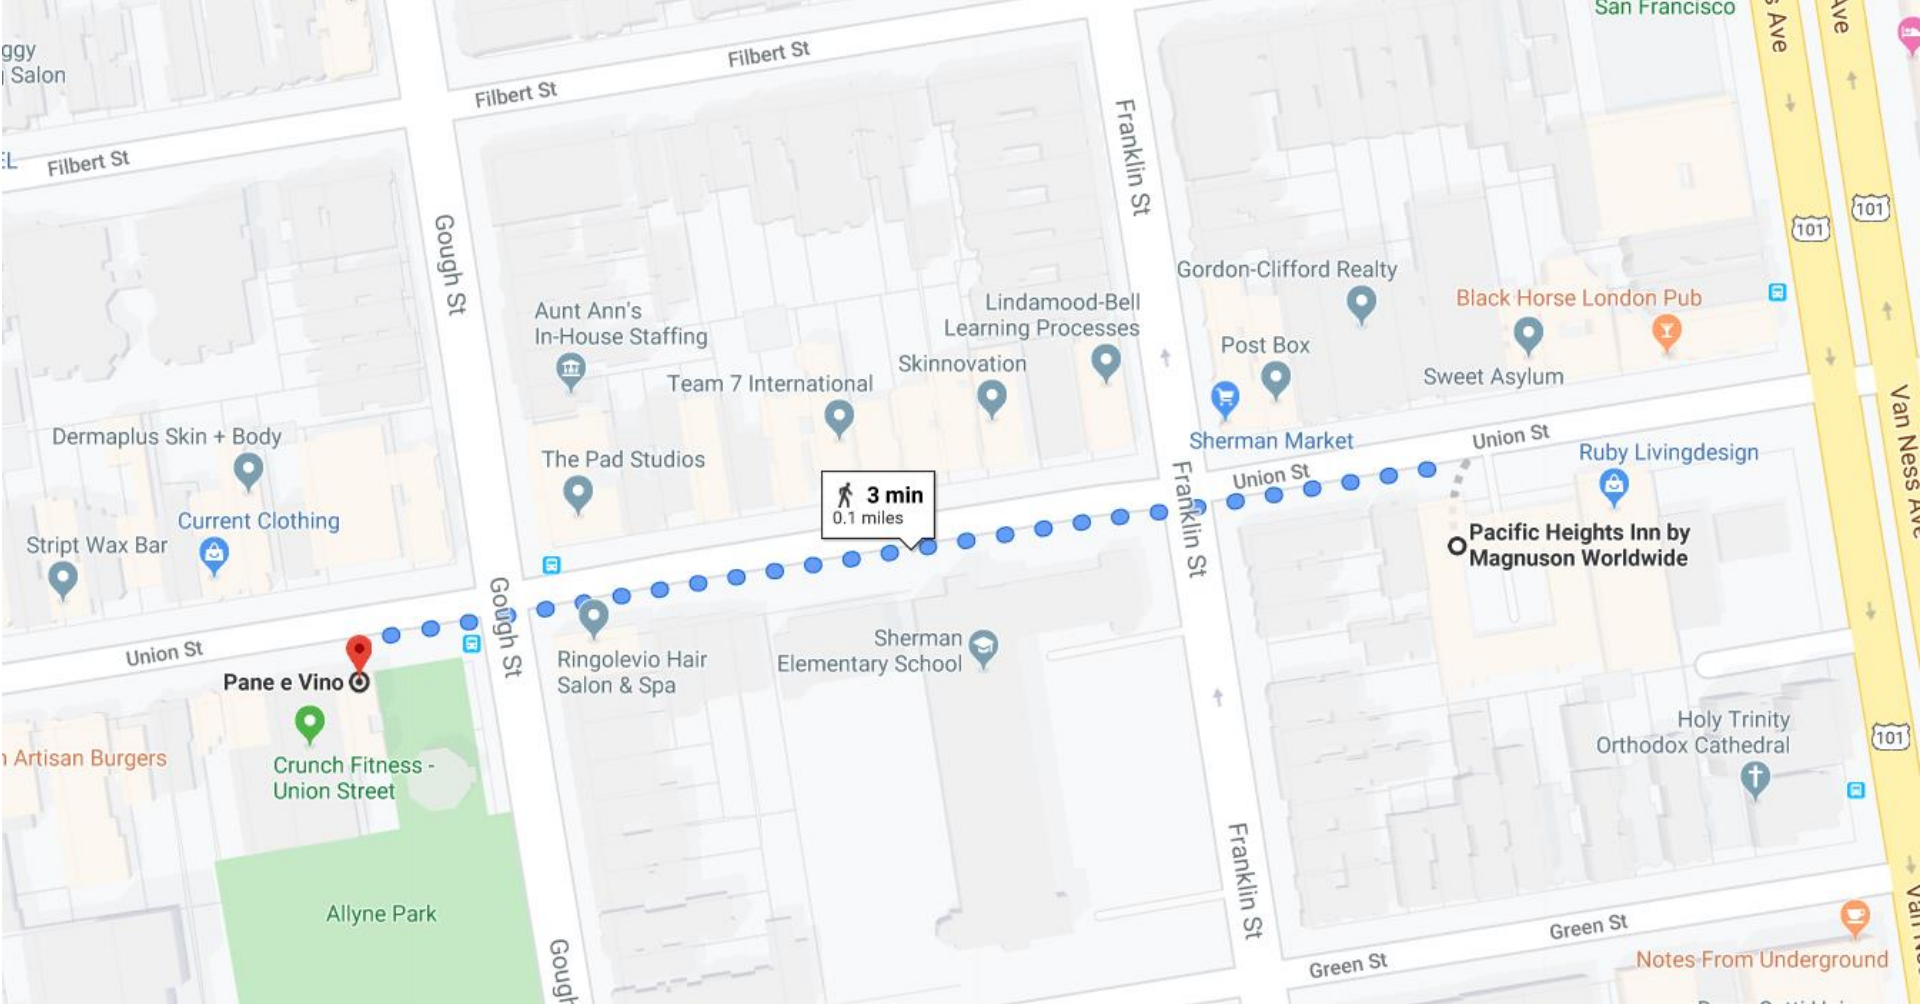 San Francisco
s Ave
Ave
ggy
Salon
Filbert St
Filbert St
Filbert St
EL
Franklin St
Gough St
101
101
Gordon-Clifford Realty
Black Horse London Pub
Lindamood-Bell
Learning Processes
Aunt Ann's
In-House Staffing
Post Box
Skinnovation
Team 7 International
Sweet Asylum
Van Ness Ave
Dermaplus Skin + Body
Sherman Market
Union St
Ruby Livingdesign
The Pad Studios
Union St
Franklin St
3 min
0.1 miles
Current Clothing
Stript Wax Bar
Pacific Heights Inn by
Magnuson Worldwide
Gough St
Union St
Sherman
Elementary School
Ringolevio Hair
Salon & Spa
Pane e Vino
Holy Trinity
Orthodox Cathedral
101
Artisan Burgers
Crunch Fitness -
Union Street
Franklin St
Allyne Park
Green St
Green St
Gough
Notes From Underground